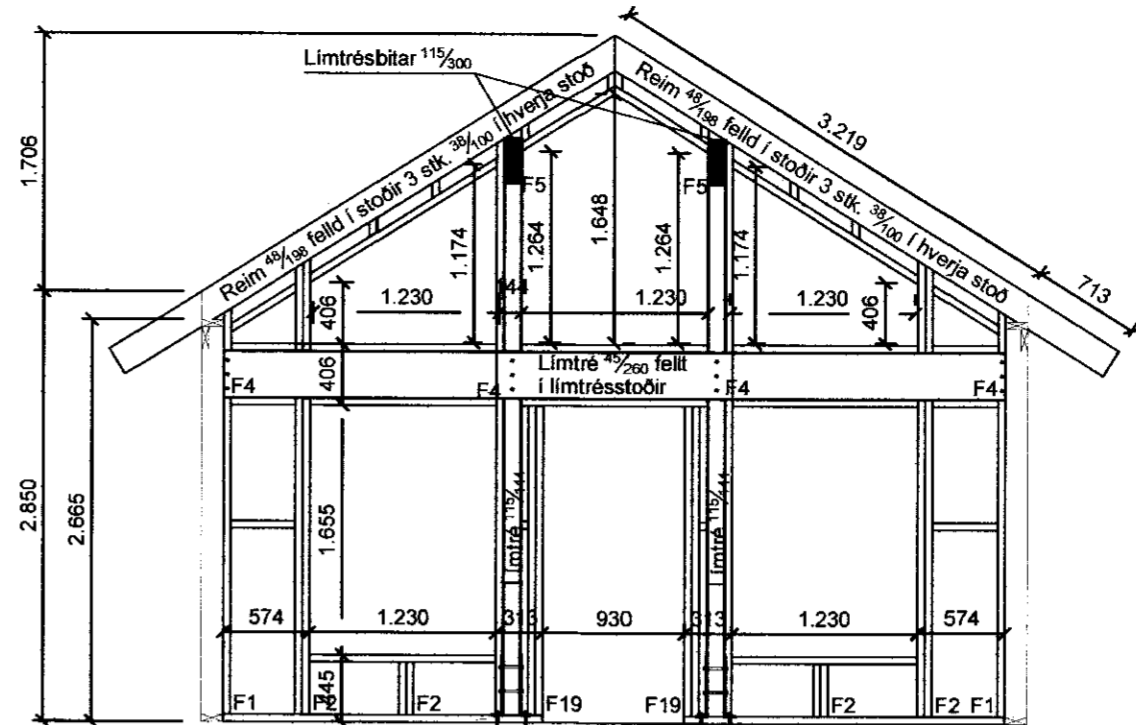 Límtrésbitar 115/300
Reim 48/198 felld í stoðir 3 stk. 38/100 í hverja stoð
Reim 48/198 felld í stoðir 3 stk. 38/100 í hverja stoð
3.219
713
1.706
2.850
2.665
F5
F5
1.174
1.264
1.648
1.264
1.174
406
1.230
144
1.230
1.230
406
406
Límtré 45/260 fellt
í límtrésstoðir
F4
F4
F4
F4
1.655
límtré 115/144
límtré 115/144
574
1.230
313
930
313
1.230
574
445
F1
F2
F2
F19
F19
F2
F2
F1